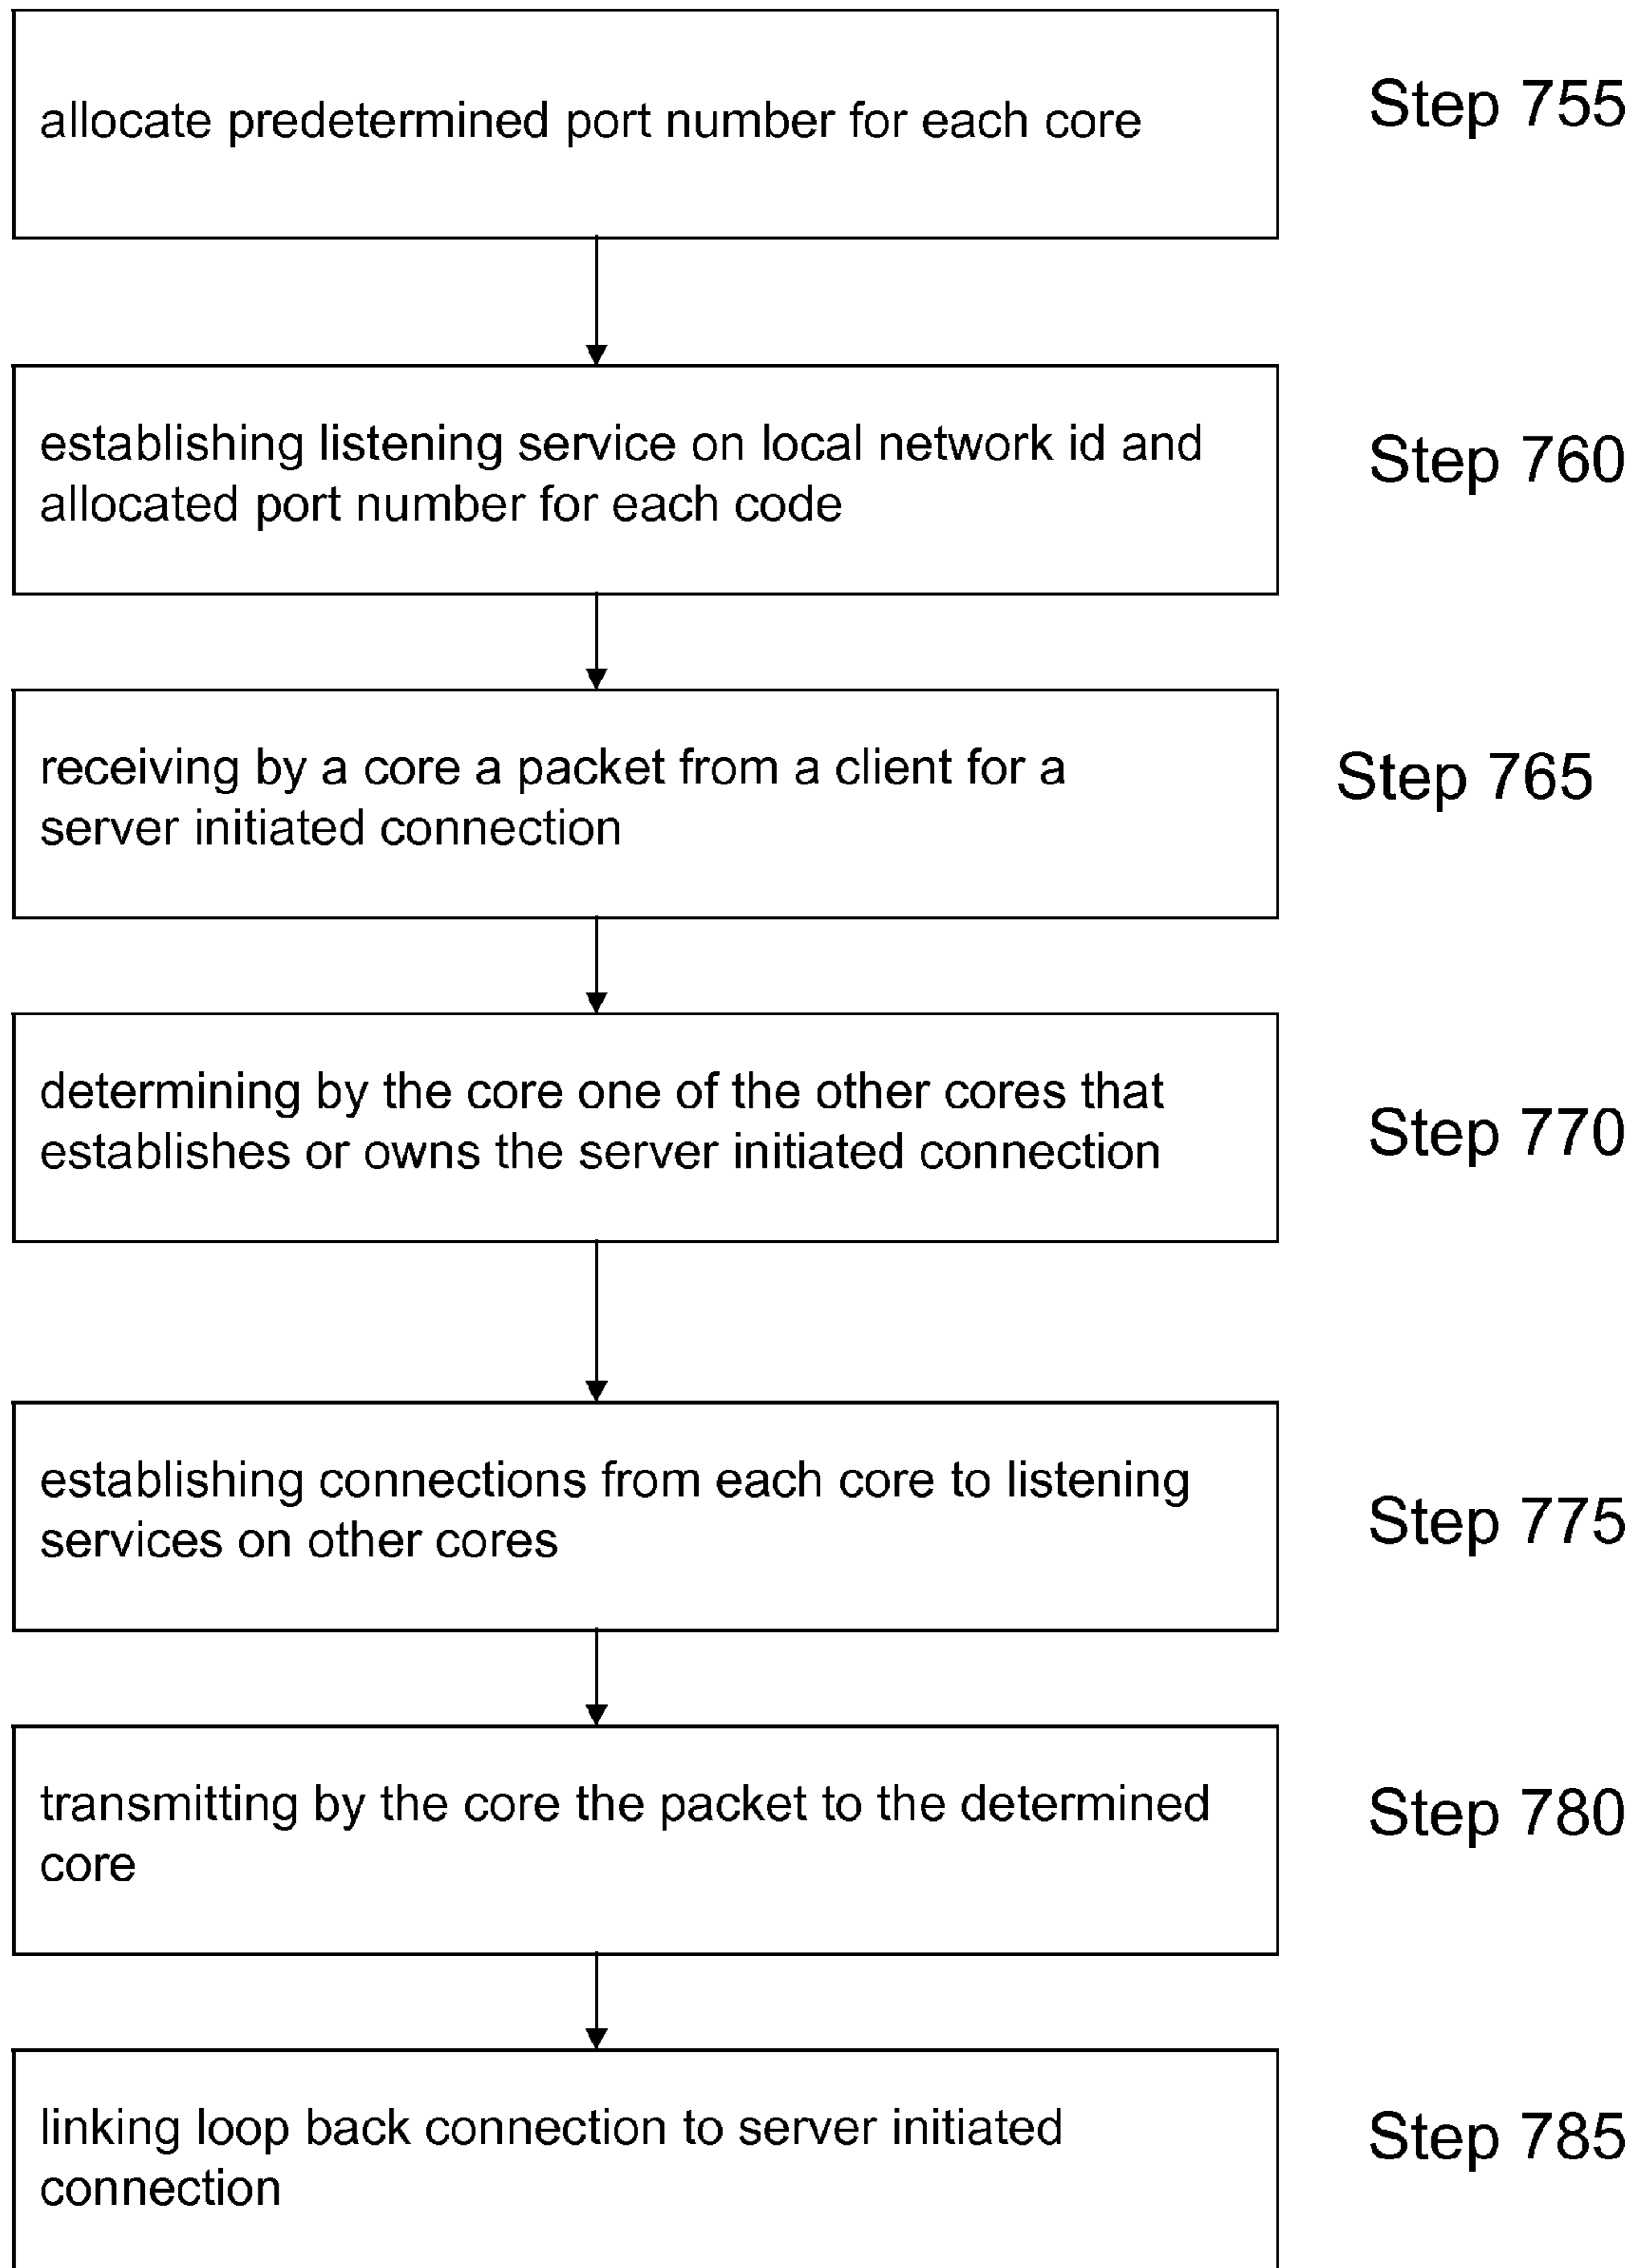 allocate predetermined port number for each core
Step 755
establishing listening service on local network id and
allocated port number for each code
Step 760
receiving by a core a packet from a client for a
server initiated connection
Step 765
determining by the core one of the other cores that
establishes or owns the server initiated connection
Step 770
establishing connections from each core to listening
services on other cores
Step 775
transmitting by the core the packet to the determined
core
Step 780
linking loop back connection to server initiated
connection
Step 785